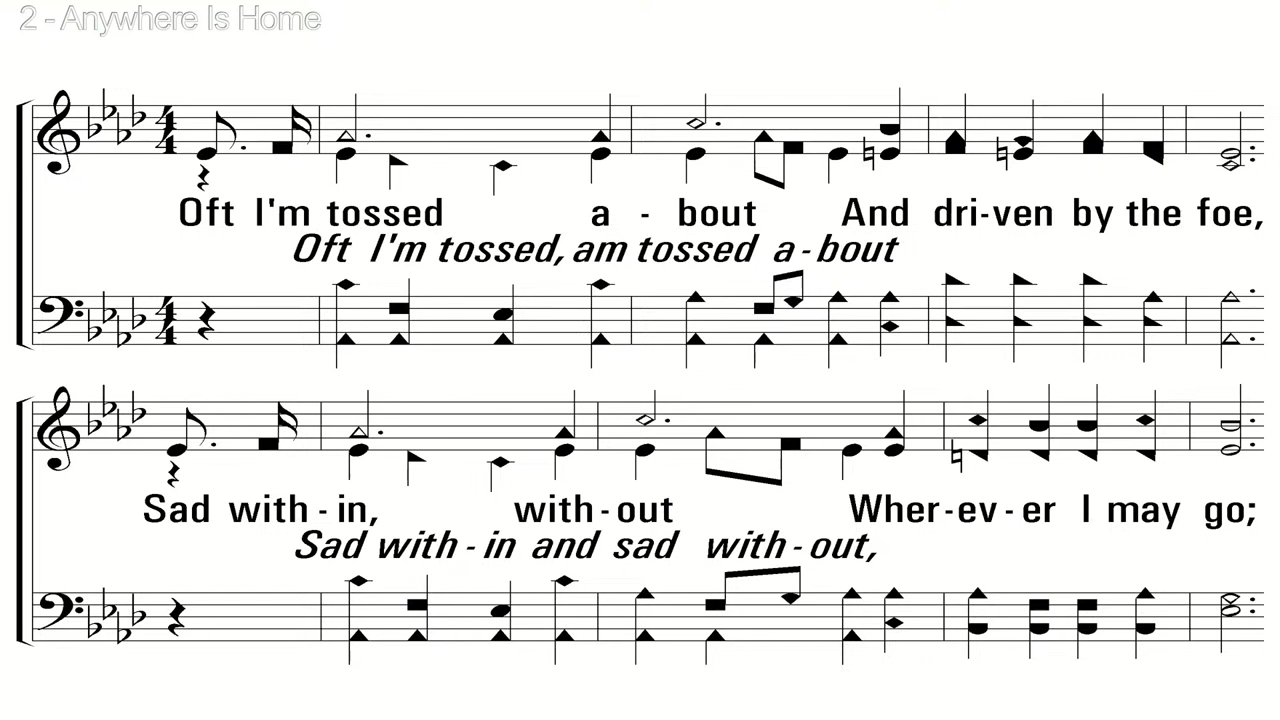 2 - Anywhere Is Home
Oft I'm tossed a - bout And dri-ven by the foe,
Oft I'm tossed, am tossed a-bout
Sad with-in, with-out Wher-ev-er I may go;
Sad with-in and sad with-out,